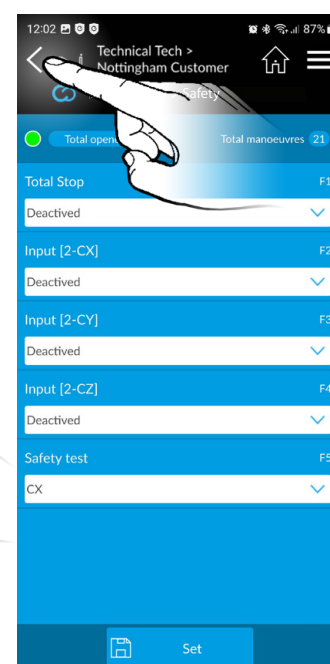 12:02 87%
Technical Tech >
Nottingham Customer
Safety
Total opene Total manoeuvres 21
Total Stop F1
Deactived
Input [2-CX] F2
Deactived
Input [2-CY] F3
Deactived
Input [2-CZ] F4
Deactived
Safety test F5
CX
Set